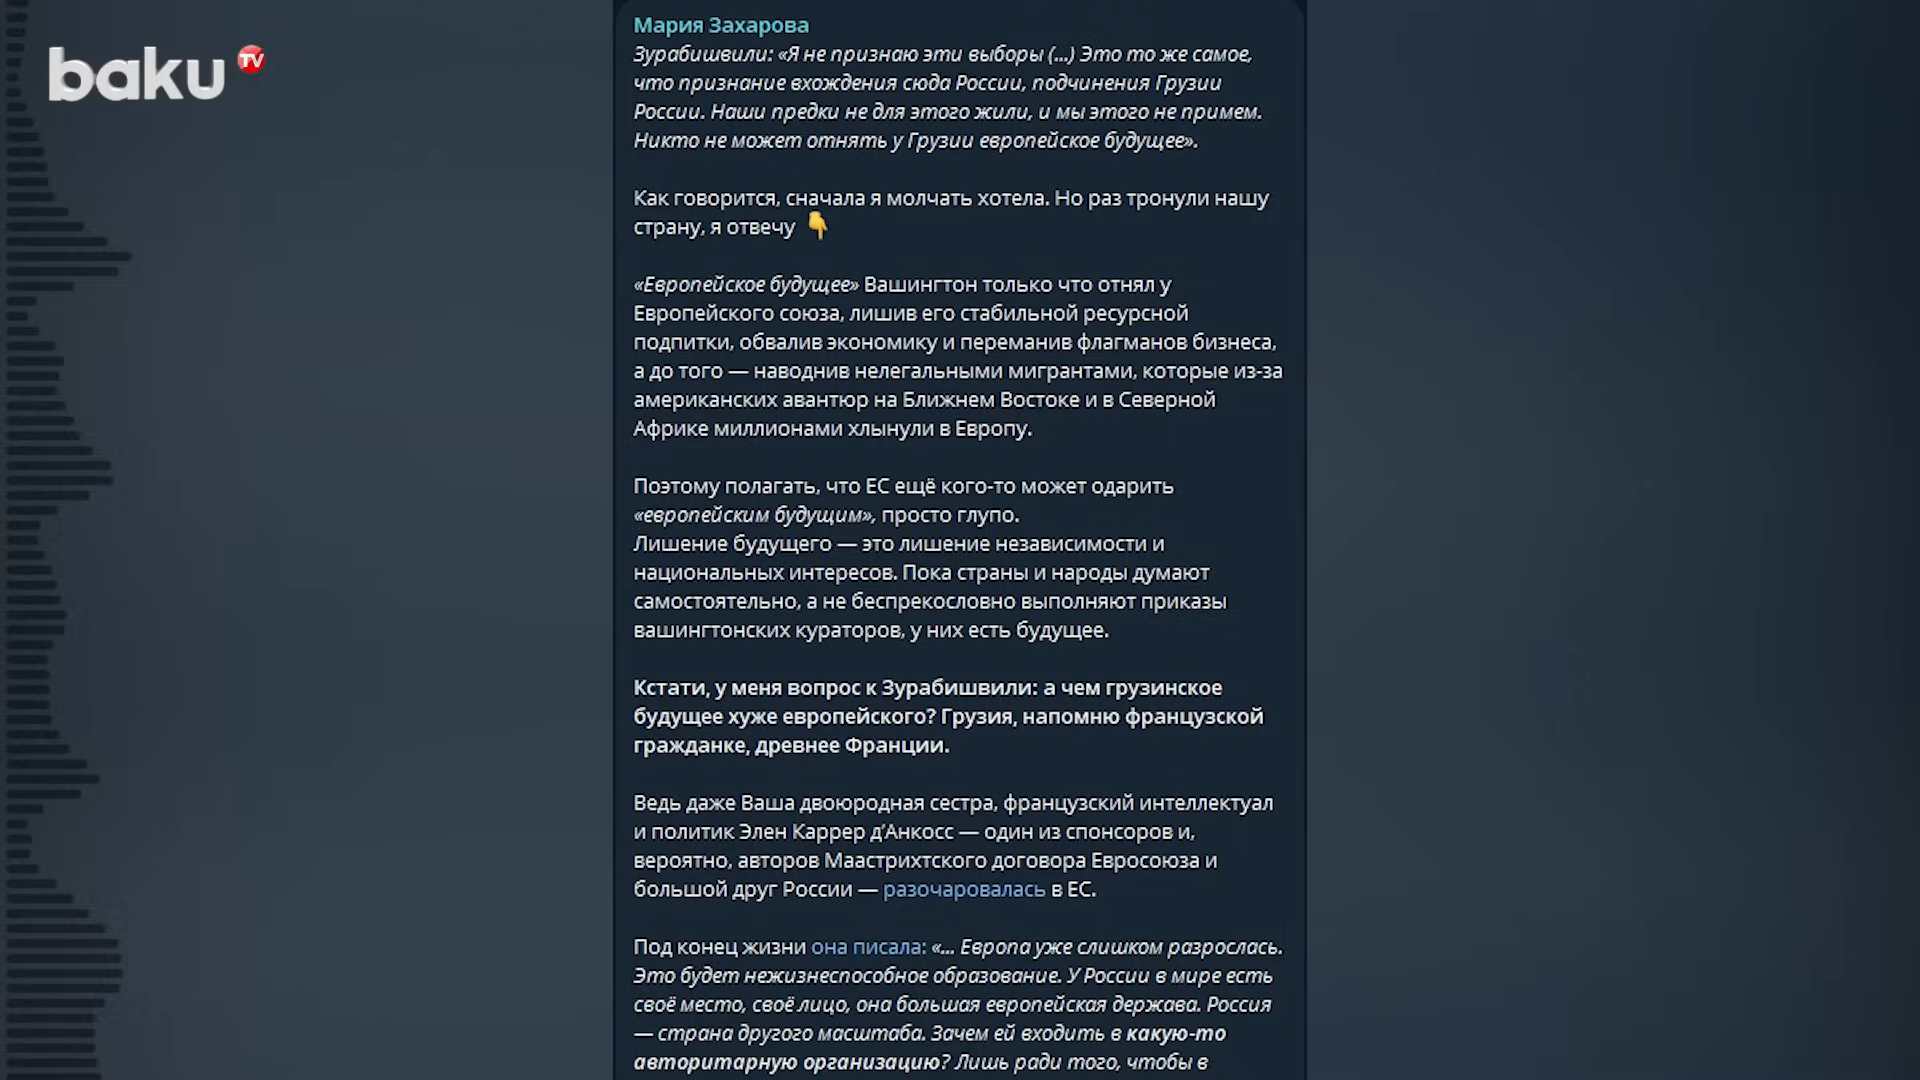 baku TV
Мария Захарова
Зурабишвили: «Я не признаю эти выборы (...) Это то же самое,
что признание вхождения сюда России, подчинения Грузии
России. Наши предки не для этого жили, и мы этого не примем.
Никто не может отнять у Грузии европейское будущее».
Как говорится, сначала я молчать хотела. Но раз тронули нашу
страну, я отвечу 👇
«Европейское будущее» Вашингтон только что отнял у
Европейского союза, лишив его стабильной ресурсной
подпитки, обвалив экономику и переманив флагманов бизнеса,
а до того — наводнив нелегальными мигрантами, которые из-за
американских авантюр на Ближнем Востоке и в Северной
Африке миллионами хлынули в Европу.
Поэтому полагать, что ЕС ещё кого-то может одарить
«европейским будущим», просто глупо.
Лишение будущего — это лишение независимости и
национальных интересов. Пока страны и народы думают
самостоятельно, а не беспрекословно выполняют приказы
вашингтонских кураторов, у них есть будущее.
Кстати, у меня вопрос к Зурабишвили: а чем грузинское
будущее хуже европейского? Грузия, напомню французской
гражданке, древнее Франции.
Ведь даже Ваша двоюродная сестра, французский интеллектуал
и политик Элен Каррер д’Анкосс — один из спонсоров и,
вероятно, авторов Маастрихтского договора Евросоюза и
большой друг России — разочаровалась в ЕС.
Под конец жизни она писала: «... Европа уже слишком разрослась.
Это будет нежизнеспособное образование. У России в мире есть
своё место, своё лицо, она большая европейская держава. Россия
— страна другого масштаба. Зачем ей входить в какую-то
авторитарную организацию? Лишь ради того, чтобы в